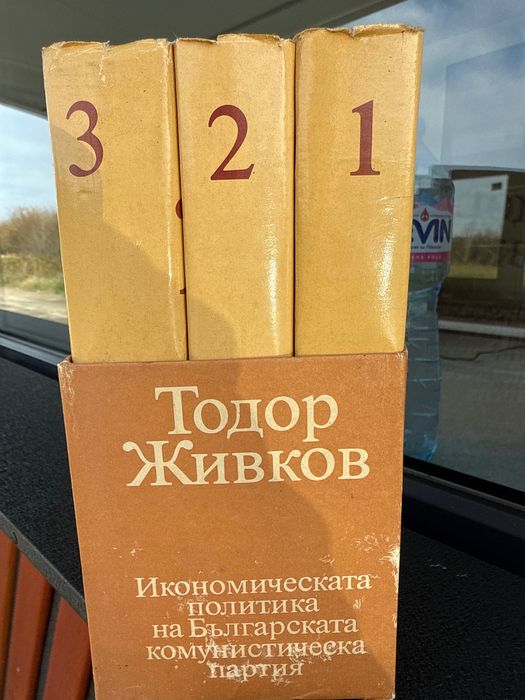 3 2 1
Тодор
Живков
Икономическата
политика
на Българската
комунистическа
партия